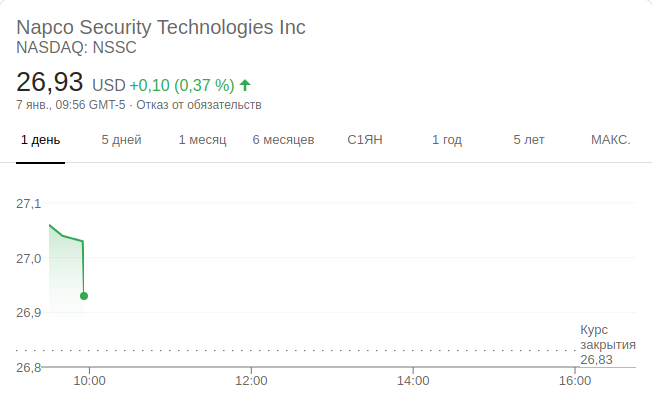 Napco Security Technologies Inc
NASDAQ: NSSC
26,93 USD +0,10 (0,37 %)
7 янв., 09:56 GMT-5 · Отказ от обязательств
1 день 5 дней 1 месяц 6 месяцев С1ЯН 1 год 5 лет МАКС.
27,1
27,0
26,9
Курс
закрытия
26,83
26,8
10:00 12:00 14:00 16:00